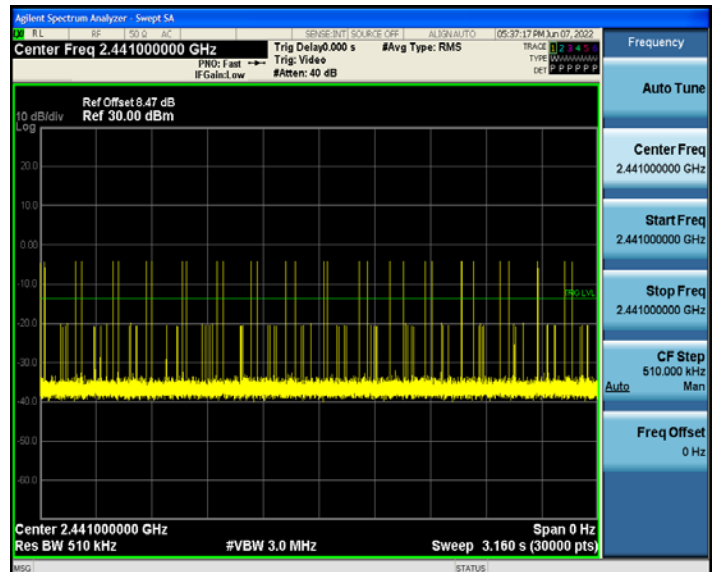 Agilent Spectrum Analyzer - Swept SA
RL RF 50 Ω AC SENSE:INT SOURCE OFF ALIGNAUTO 05:37:17 PM Jun 07, 2022
Center Freq 2.441000000 GHz
PNO: Fast
IFGain:Low
Trig Delay0.000 s
Trig: Video
#Atten: 40 dB
#Avg Type: RMS
TRACE 1 2 3 4 5 6
TYPE WWWWWW
DET P P P P P P
Ref Offset 8.47 dB
10 dB/div Ref 30.00 dBm
Log
20.0
10.0
0.00
-10.0
TRIG LVL
-20.0
-30.0
-40.0
-50.0
-60.0
Center 2.441000000 GHz Span 0 Hz
Res BW 510 kHz #VBW 3.0 MHz Sweep 3.160 s (30000 pts)
MSG STATUS
Frequency
Auto Tune
Center Freq
2.441000000 GHz
Start Freq
2.441000000 GHz
Stop Freq
2.441000000 GHz
CF Step
510.000 kHz
Auto Man
Freq Offset
0 Hz